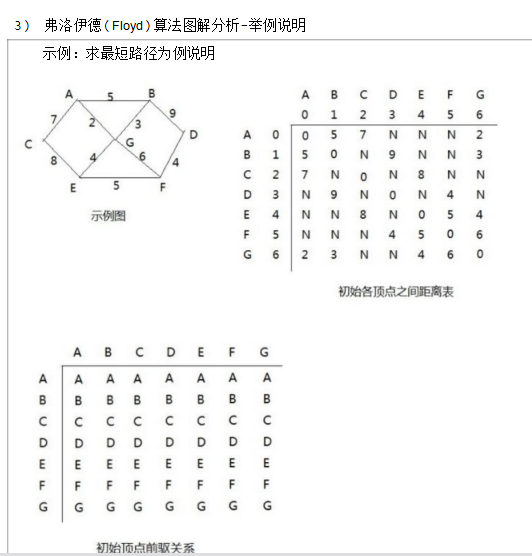 3) 弗洛伊德(Floyd)算法图解分析-举例说明
示例：求最短路径为例说明
A 5 B
7 2 3 9
C G D
8 4 6 4
E 5 F
示例图
A B C D E F G
0 1 2 3 4 5 6
A 0 0 5 7 N N N 2
B 1 5 0 N 9 N N 3
C 2 7 N 0 N 8 N N
D 3 N 9 N 0 N 4 N
E 4 N N 8 N 0 5 4
F 5 N N N 4 5 0 6
G 6 2 3 N N 4 6 0
初始各顶点之间距离表
A B C D E F G
A A A A A A A A
B B B B B B B B
C C C C C C C C
D D D D D D D D
E E E E E E E E
F F F F F F F F
G G G G G G G G
初始顶点前驱关系